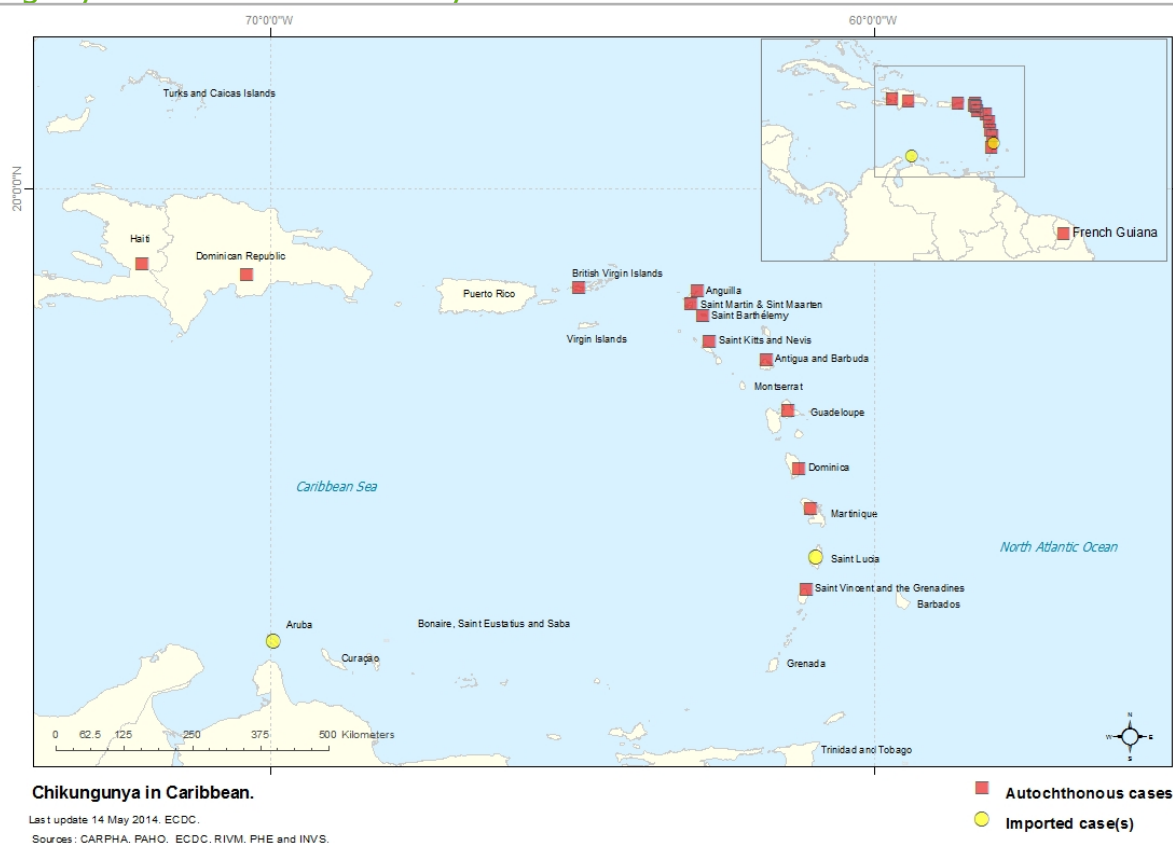 70°0'0"W
60°0'0"W
20°0'0"N
Turks and Caicas Islands
French Guiana
Haiti
Dominican Republic
British Virgin Islands
Puerto Rico
Anguilla
Saint Martin & Sint Maarten
Saint Barthélemy
Virgin Islands
Saint Kitts and Nevis
Antigua and Barbuda
Montserrat
Guadeloupe
Dominica
Caribbean Sea
Martinique
North Atlantic Ocean
Saint Lucia
Saint Vincent and the Grenadines
Barbados
Aruba
Bonaire, Saint Eustatius and Saba
Curaçao
Grenada
0 62.5 125 250 375 500 Kilometers
N
W E
S
Trinidad and Tobago
Chikungunya in Caribbean.
Autochthonous cases
Last update 14 May 2014. ECDC.
Imported case(s)
Sources: CARPHA, PAHO, ECDC, RIVM, PHE and INVS.